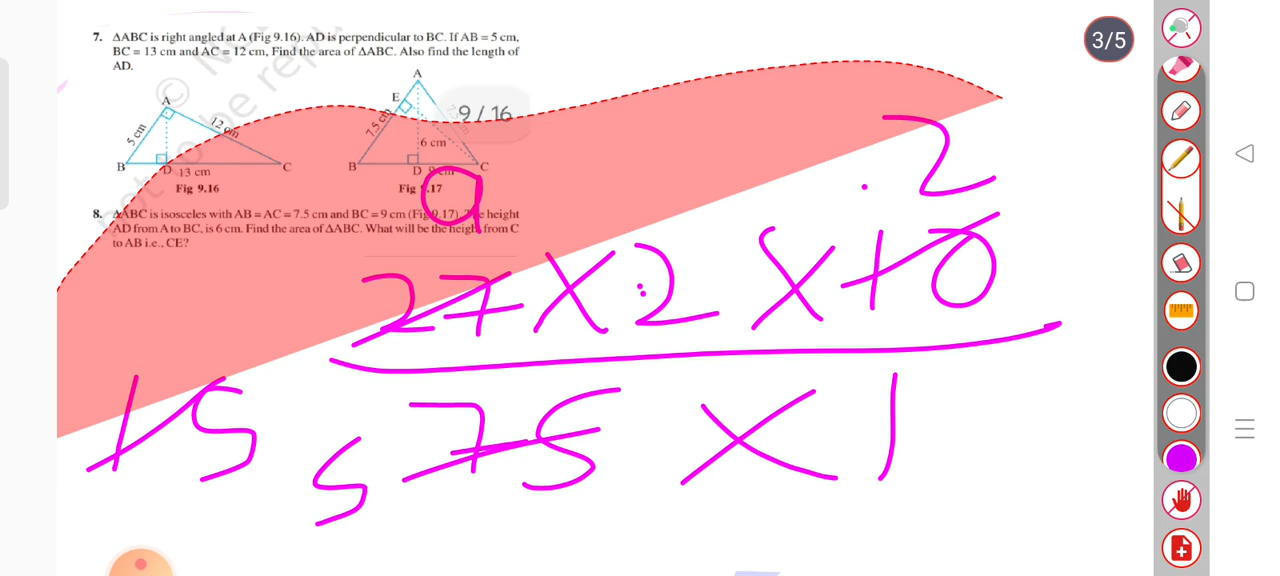 3/5
7. ΔABC is right angled at A (Fig 9.16). AD is perpendicular to BC. If AB = 5 cm,
BC = 13 cm and AC = 12 cm, Find the area of ΔABC. Also find the length of
AD.
A
5 cm
12 cm
B
D
13 cm
C
Fig 9.16
A
E
9 / 16
7.5 cm
6 cm
B
D
C
Fig .17
8. ΔABC is isosceles with AB = AC = 7.5 cm and BC = 9 cm (Fig 9.17). height
AD from A to BC, is 6 cm. Find the area of ΔABC. What will be the height from C
to AB i.e., CE?
. 2
9
27 × 2 × 10
75 × 1
15
5